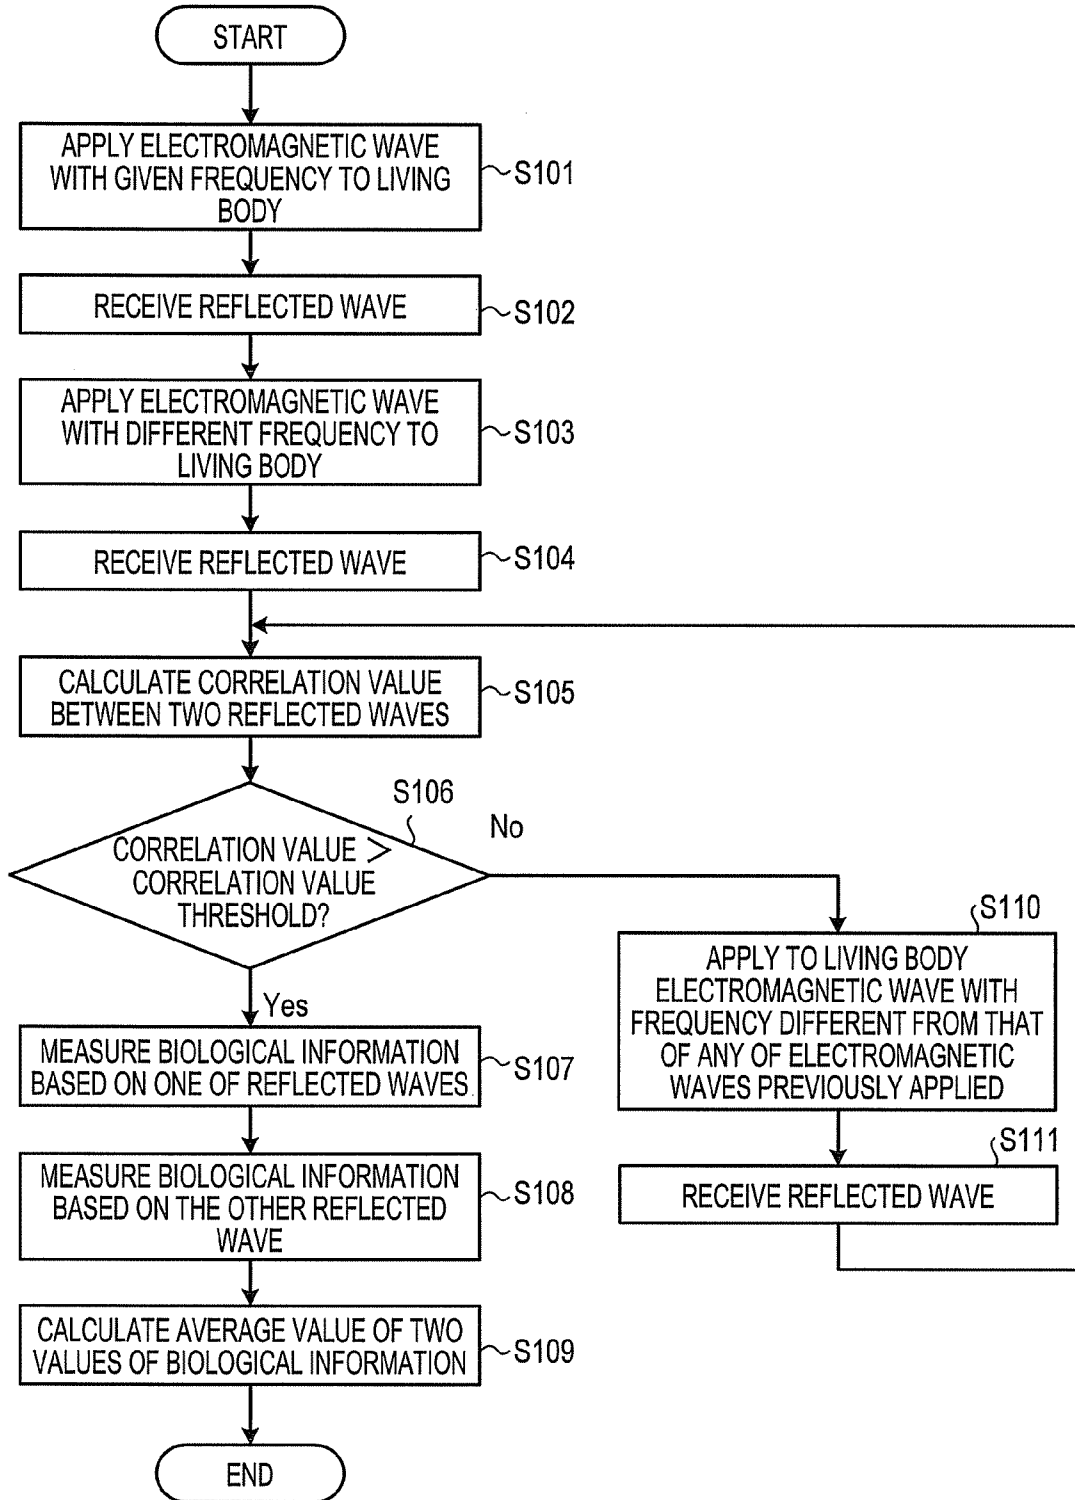 START
APPLY ELECTROMAGNETIC WAVE
WITH GIVEN FREQUENCY TO LIVING
BODY
S101
RECEIVE REFLECTED WAVE
S102
APPLY ELECTROMAGNETIC WAVE
WITH DIFFERENT FREQUENCY TO
LIVING BODY
S103
RECEIVE REFLECTED WAVE
S104
CALCULATE CORRELATION VALUE
BETWEEN TWO REFLECTED WAVES
S105
S106
CORRELATION VALUE >
CORRELATION VALUE
THRESHOLD?
No
Yes
MEASURE BIOLOGICAL INFORMATION
BASED ON ONE OF REFLECTED WAVES
S107
MEASURE BIOLOGICAL INFORMATION
BASED ON THE OTHER REFLECTED
WAVE
S108
CALCULATE AVERAGE VALUE OF TWO
VALUES OF BIOLOGICAL INFORMATION
S109
END
S110
APPLY TO LIVING BODY
ELECTROMAGNETIC WAVE WITH
FREQUENCY DIFFERENT FROM THAT
OF ANY OF ELECTROMAGNETIC
WAVES PREVIOUSLY APPLIED
S111
RECEIVE REFLECTED WAVE